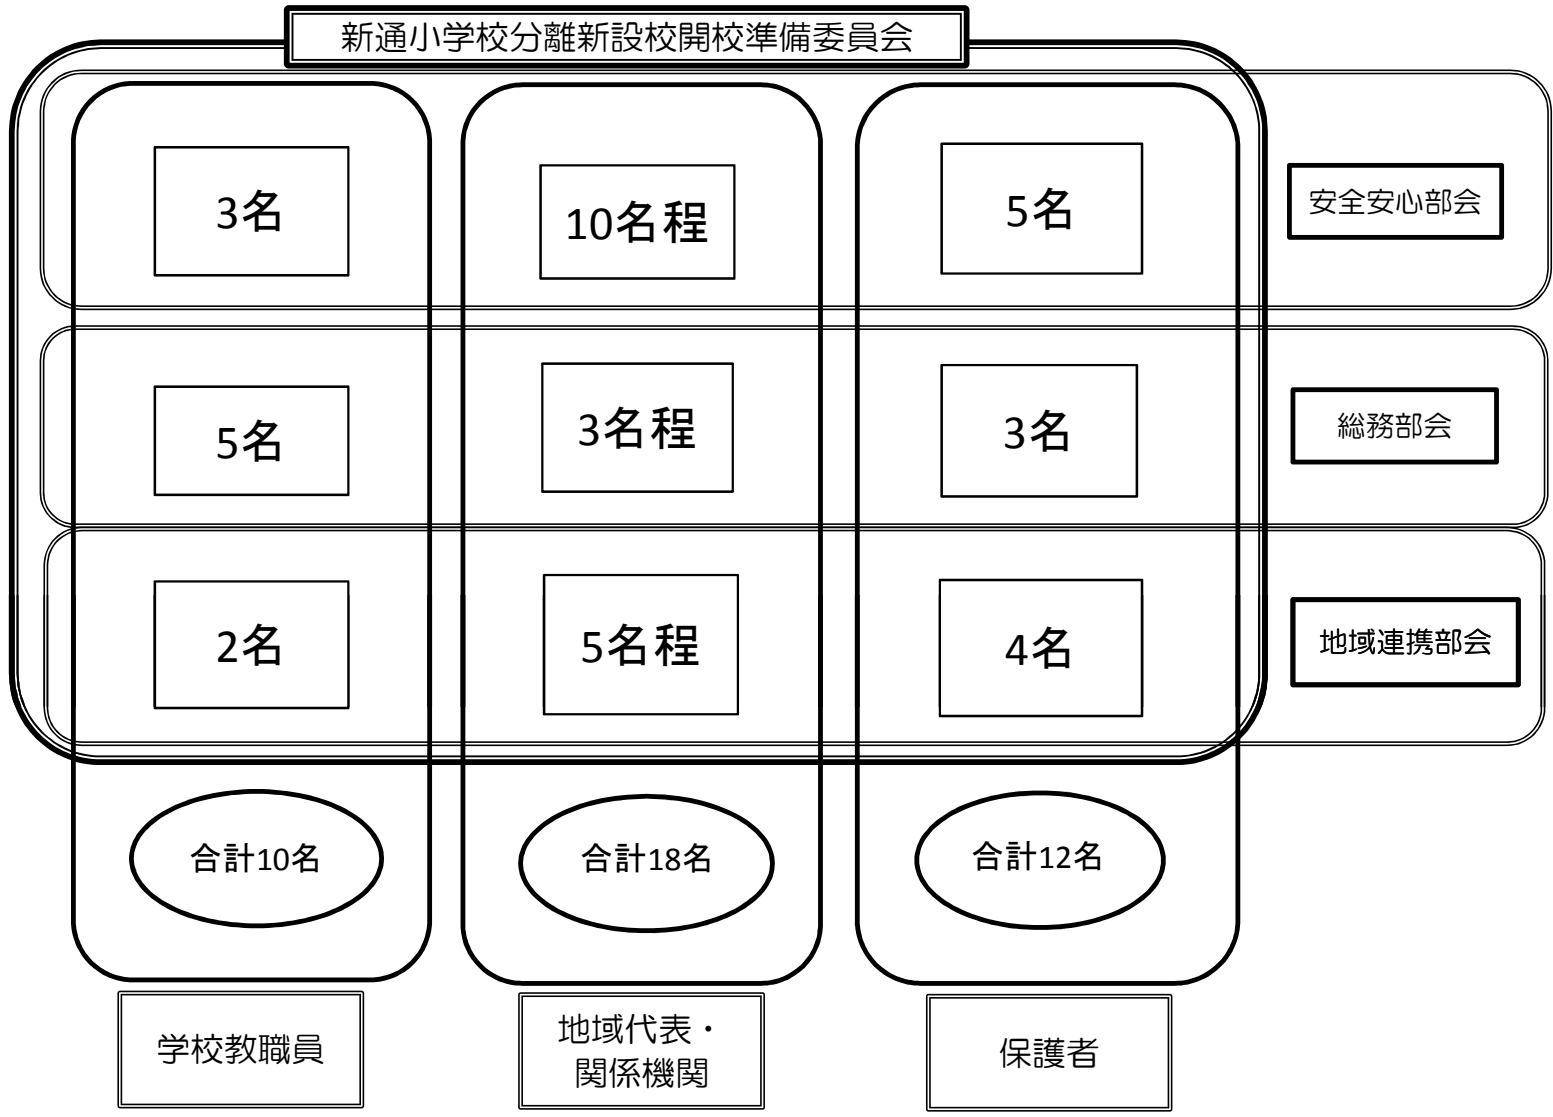 新通小学校分離新設校開校準備委員会
3名
10名程
5名
安全安心部会
5名
3名程
3名
総務部会
2名
5名程
4名
地域連携部会
合計10名
合計18名
合計12名
学校教職員
地域代表・
関係機関
保護者